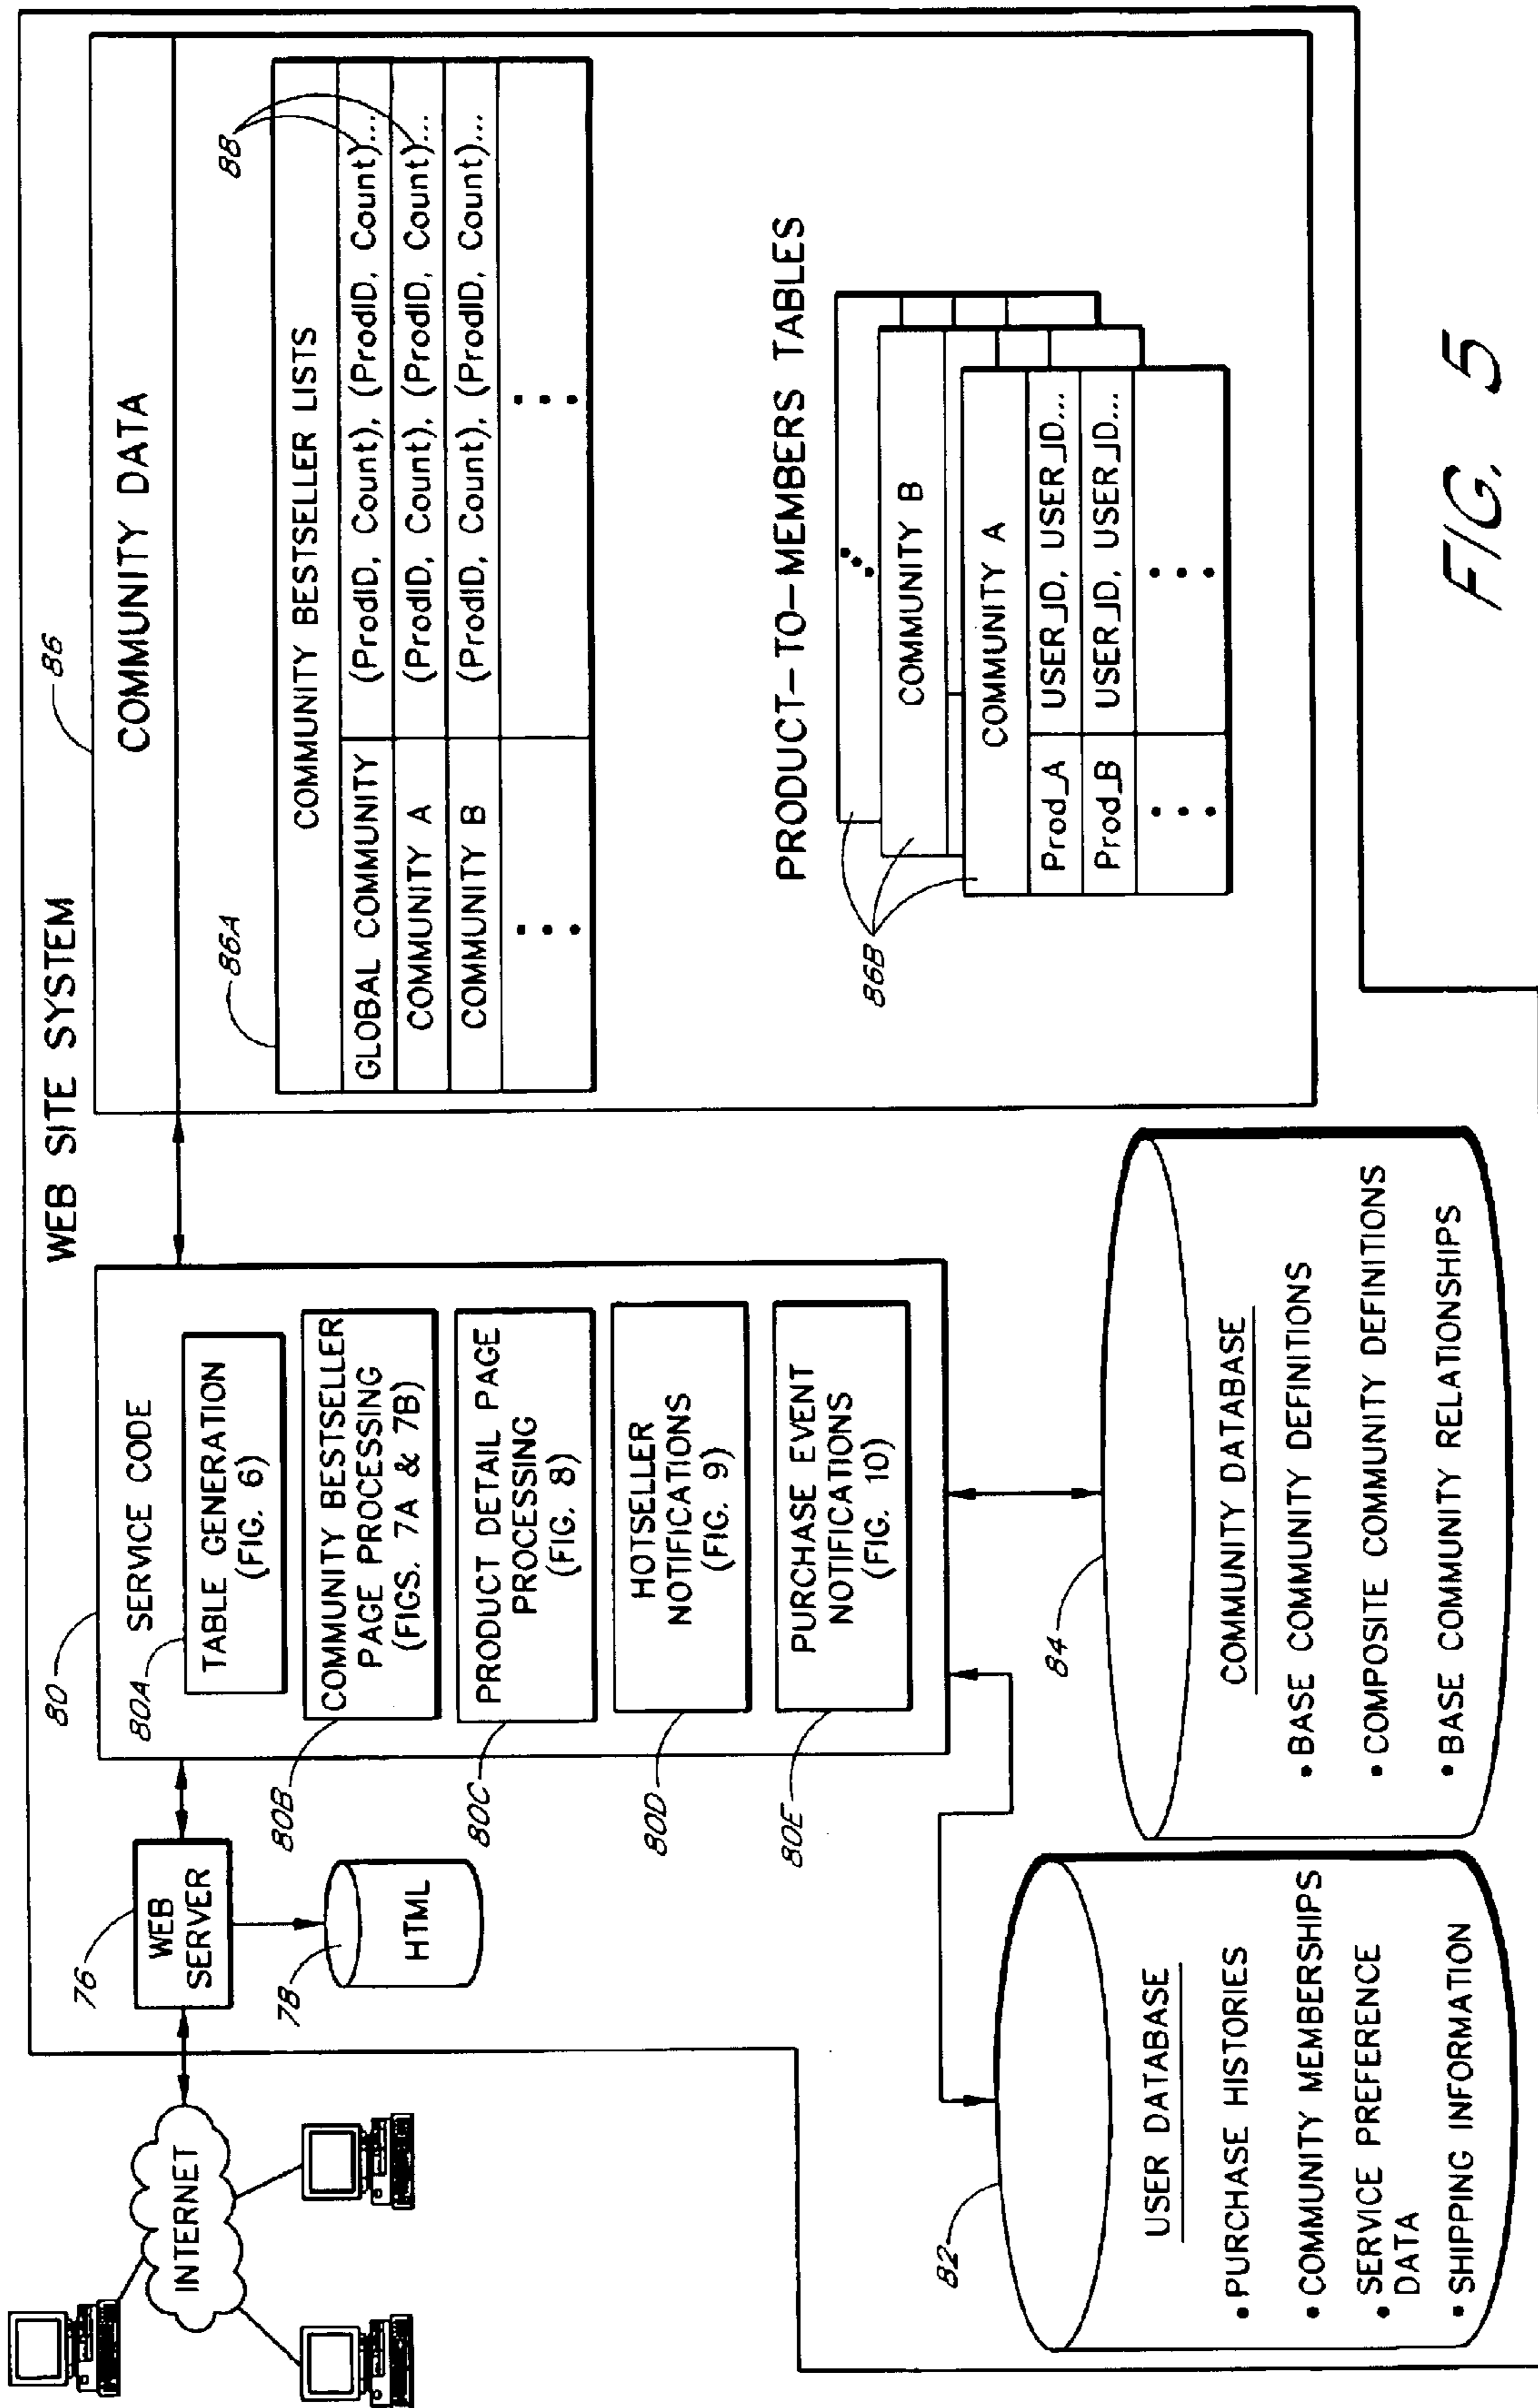 WEB SITE SYSTEM
INTERNET
76
WEB
SERVER
78
HTML
80
SERVICE CODE
80A
TABLE GENERATION
(FIG. 6)
80B
COMMUNITY BESTSELLER
PAGE PROCESSING
(FIGS. 7A & 7B)
80C
PRODUCT DETAIL PAGE
PROCESSING
(FIG. 8)
80D
HOTSELLER
NOTIFICATIONS
(FIG. 9)
80E
PURCHASE EVENT
NOTIFICATIONS
(FIG. 10)
82
USER DATABASE
• PURCHASE HISTORIES
• COMMUNITY MEMBERSHIPS
• SERVICE PREFERENCE
DATA
• SHIPPING INFORMATION
84
COMMUNITY DATABASE
• BASE COMMUNITY DEFINITIONS
• COMPOSITE COMMUNITY DEFINITIONS
• BASE COMMUNITY RELATIONSHIPS
86
COMMUNITY DATA
86A
88
COMMUNITY BESTSELLER LISTS
GLOBAL COMMUNITY (ProdID, Count), (ProdID, Count)...
COMMUNITY A (ProdID, Count), (ProdID, Count)...
COMMUNITY B (ProdID, Count), (ProdID, Count)...
PRODUCT-TO-MEMBERS TABLES
86B
COMMUNITY B
COMMUNITY A
Prod_A USER_ID, USER_ID...
Prod_B USER_ID, USER_ID...
FIG. 5